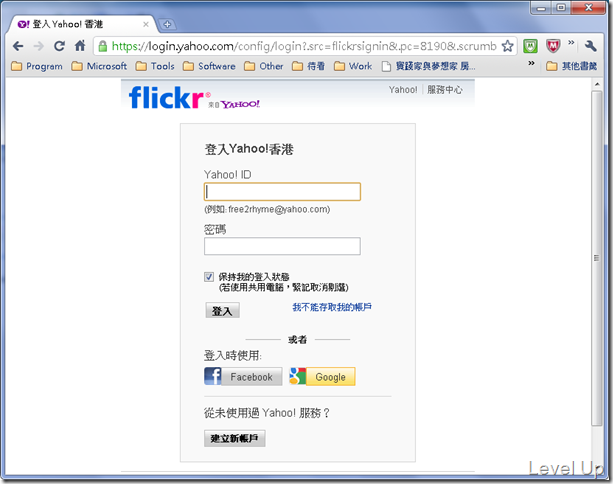 登入 Yahoo! 香港
https://login.yahoo.com/config/login?.src=flickrsignin&.pc=8190&.scrumb
Program Microsoft Tools Software Other 待看 Work 寶錢家與夢想家 房... » 其他書籤
Yahoo! | 服務中心
flickr 來自 YAHOO!
登入Yahoo!香港
Yahoo! ID
(例如: free2rhyme@yahoo.com)
密碼
保持我的登入狀態
(若使用共用電腦，緊記取消剔選)
登入 我不能存取我的帳戶
或者
登入時使用:
Facebook Google
從未使用過 Yahoo! 服務？
建立新帳戶
Level Up